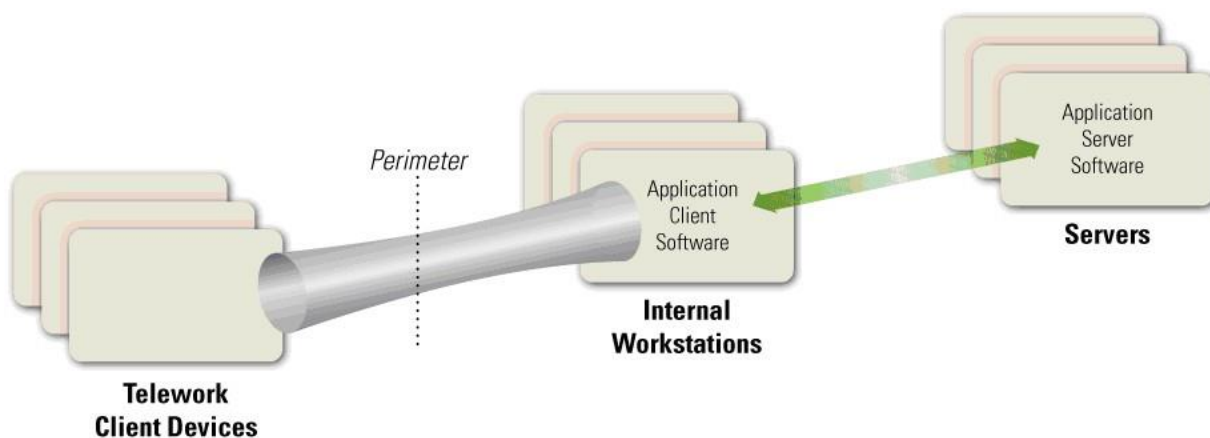 Perimeter
Application
Client
Software
Application
Server
Software
Servers
Internal
Workstations
Telework
Client Devices